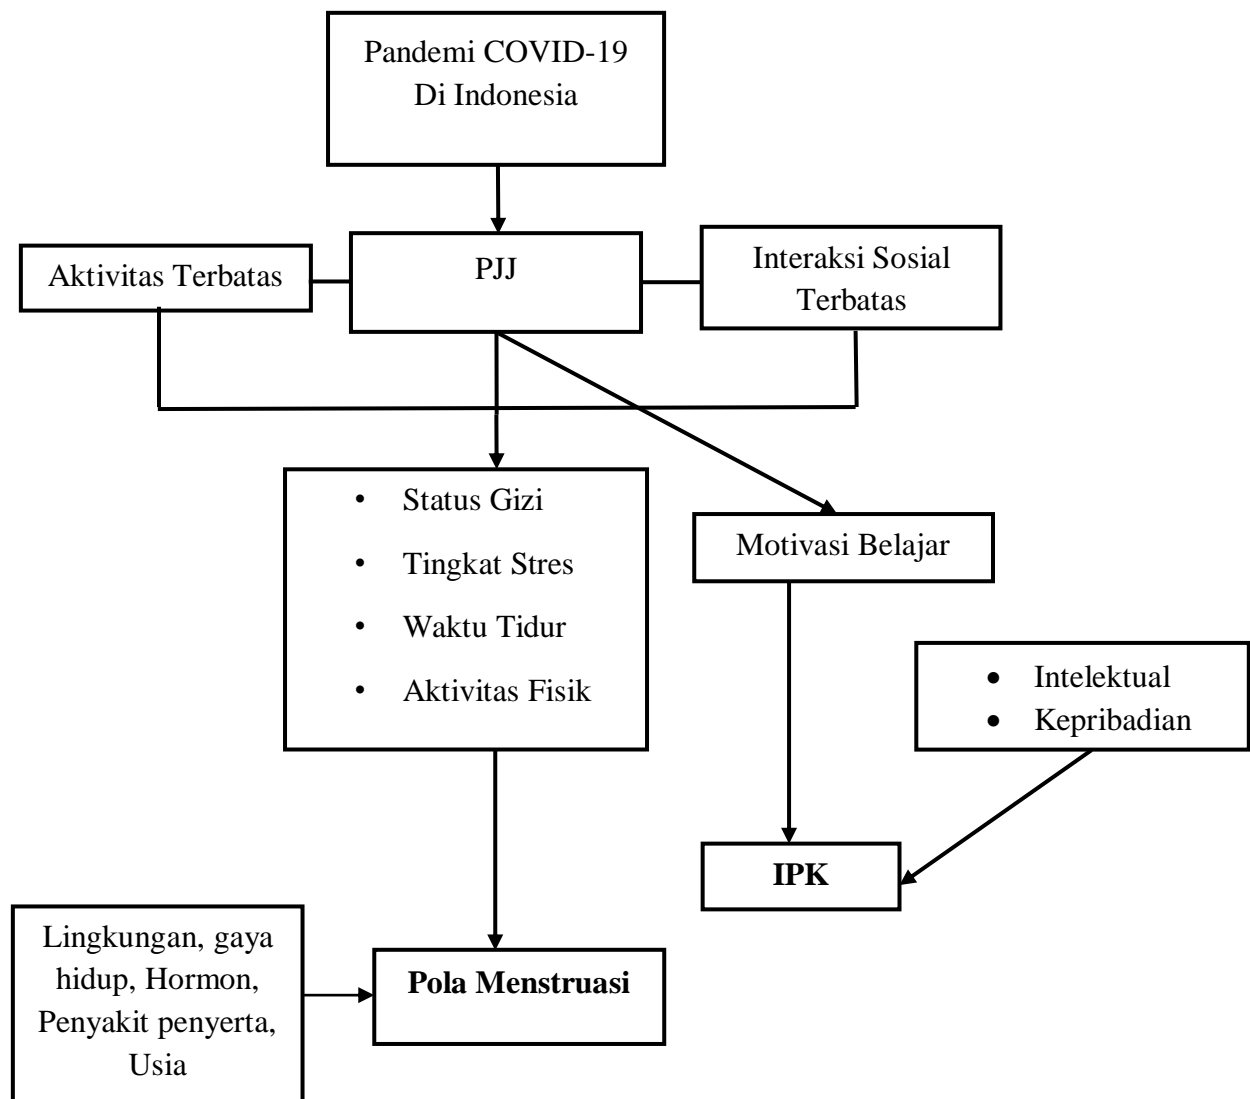 Pandemi COVID-19
Di Indonesia
Aktivitas Terbatas
PJJ
Interaksi Sosial
Terbatas
• Status Gizi
• Tingkat Stres
• Waktu Tidur
• Aktivitas Fisik
Motivasi Belajar
• Intelektual
• Kepribadian
IPK
Lingkungan, gaya
hidup, Hormon,
Penyakit penyerta,
Usia
Pola Menstruasi